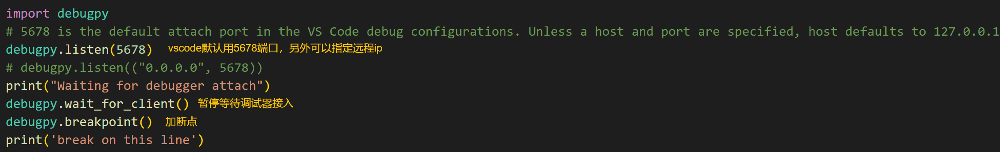 import debugpy
# 5678 is the default attach port in the VS Code debug configurations. Unless a host and port are specified, host defaults to 127.0.0.1
debugpy.listen(5678) vscode默认用5678端口，另外可以指定远程ip
# debugpy.listen(("0.0.0.0", 5678))
print("Waiting for debugger attach")
debugpy.wait_for_client() 暂停等待调试器接入
debugpy.breakpoint() 加断点
print('break on this line')